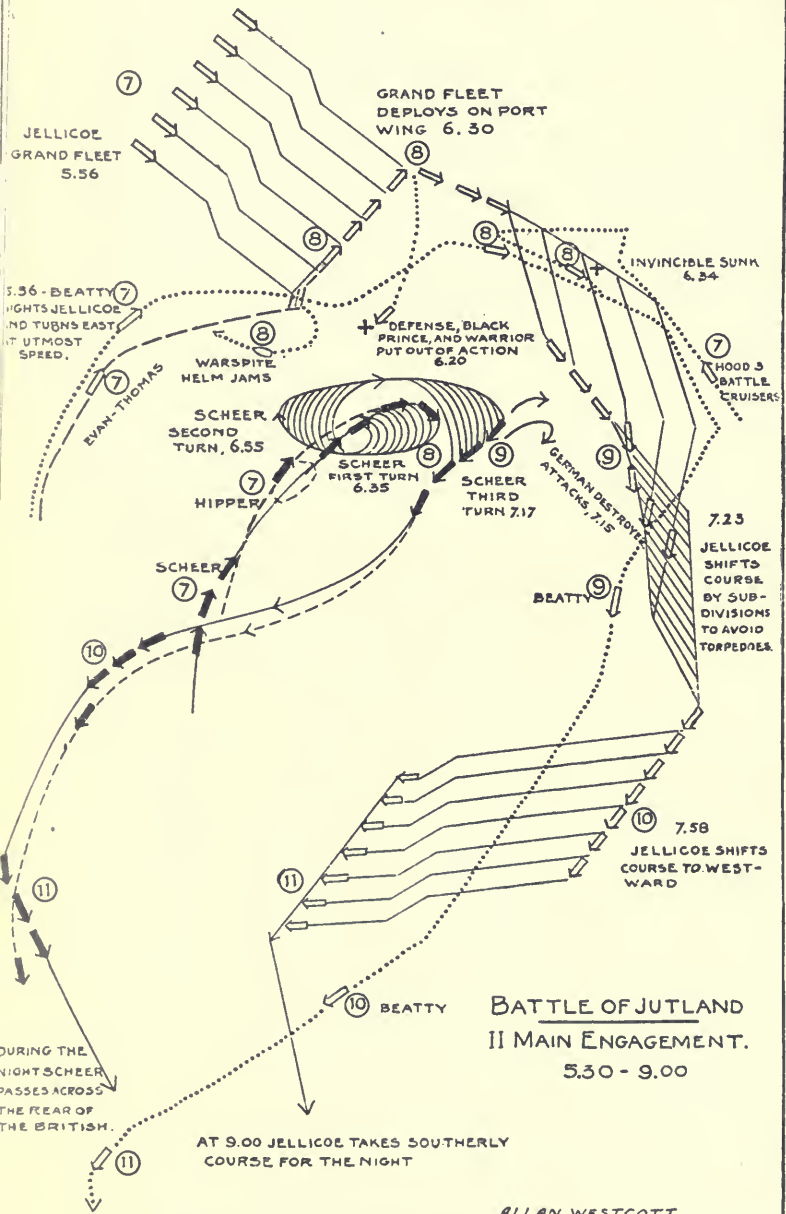 ⑦
JELLICOE
GRAND FLEET
5.56
GRAND FLEET
DEPLOYS ON PORT
WING 6.30
⑧
⑧
⑧
⑧
INVINCIBLE SUNK
6.34
5.56 - BEATTY ⑦
IGHTS JELLICOE
ND TURNS EAST
T UTMOST
SPEED.
⑧
WARSPITE
HELM JAMS
DEFENSE, BLACK
PRINCE, AND WARRIOR
PUT OUT OF ACTION
6.20
⑦
HOOD S
BATTLE
CRUISERS
⑦
EVAN-THOMAS
SCHEER
SECOND
TURN, 6.55
SCHEER
FIRST TURN
6.35
⑧
⑨
SCHEER
THIRD
TURN 7.17
GERMAN DESTROYER
ATTACKS, 7.15
⑨
⑦
HIPPER
SCHEER
⑦
7.23
JELLICOE
SHIFTS
COURSE
BY SUB-
DIVISIONS
TO AVOID
TORPEDOES.
BEATTY ⑨
⑩
⑩ 7.58
JELLICOE SHIFTS
COURSE TO WEST-
WARD
⑪
⑪
⑩ BEATTY
BATTLE OF JUTLAND
II MAIN ENGAGEMENT.
5.30 - 9.00
DURING THE
NIGHT SCHEER
PASSES ACROSS
THE REAR OF
THE BRITISH.
AT 9.00 JELLICOE TAKES SOUTHERLY
COURSE FOR THE NIGHT
⑪
ALLAN WESTCOTT